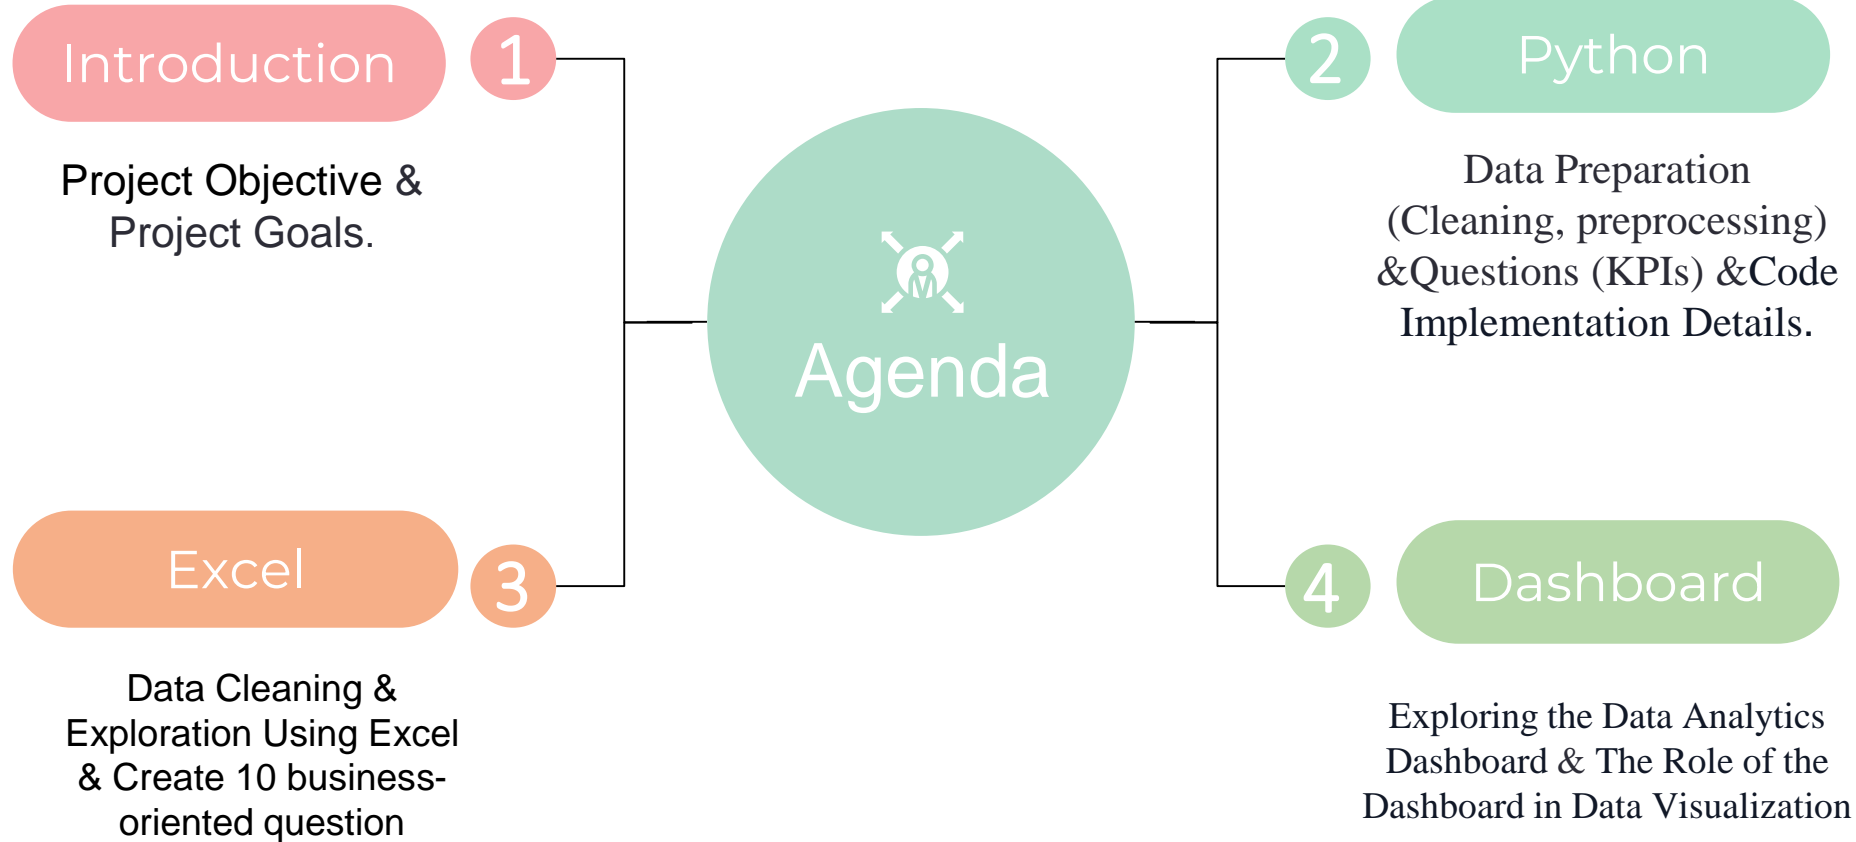 Introduction
1
Project Objective &
Project Goals.
2
Python
Data Preparation
(Cleaning, preprocessing)
&Questions (KPIs) &Code
Implementation Details.
Agenda
Excel
3
Data Cleaning &
Exploration Using Excel
& Create 10 business-
oriented question
4
Dashboard
Exploring the Data Analytics
Dashboard & The Role of the
Dashboard in Data Visualization